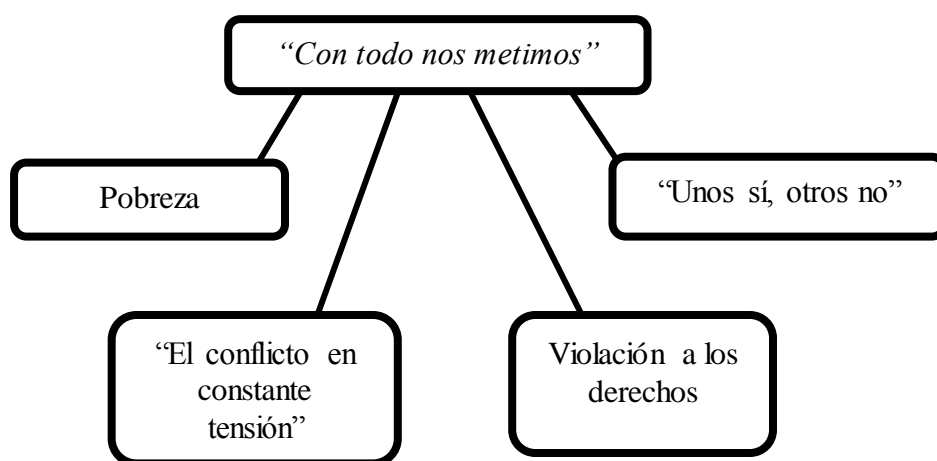 “Con todo nos metimos”
Pobreza
“Unos sí, otros no”
“El conflicto en
constante
tensión”
Violación a los
derechos